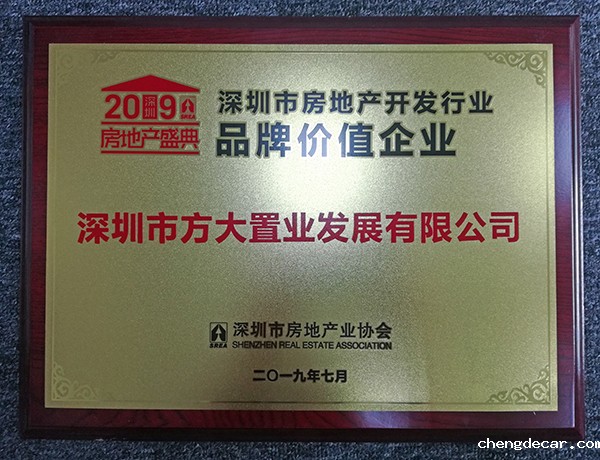 2019
深圳
SREA
房地产盛典
深圳市房地产开发行业
品牌价值企业
深圳市方大置业发展有限公司
SREA
深圳市房地产业协会
SHENZHEN REAL ESTATE ASSOCIATION
二〇一九年七月
chengdecar.com